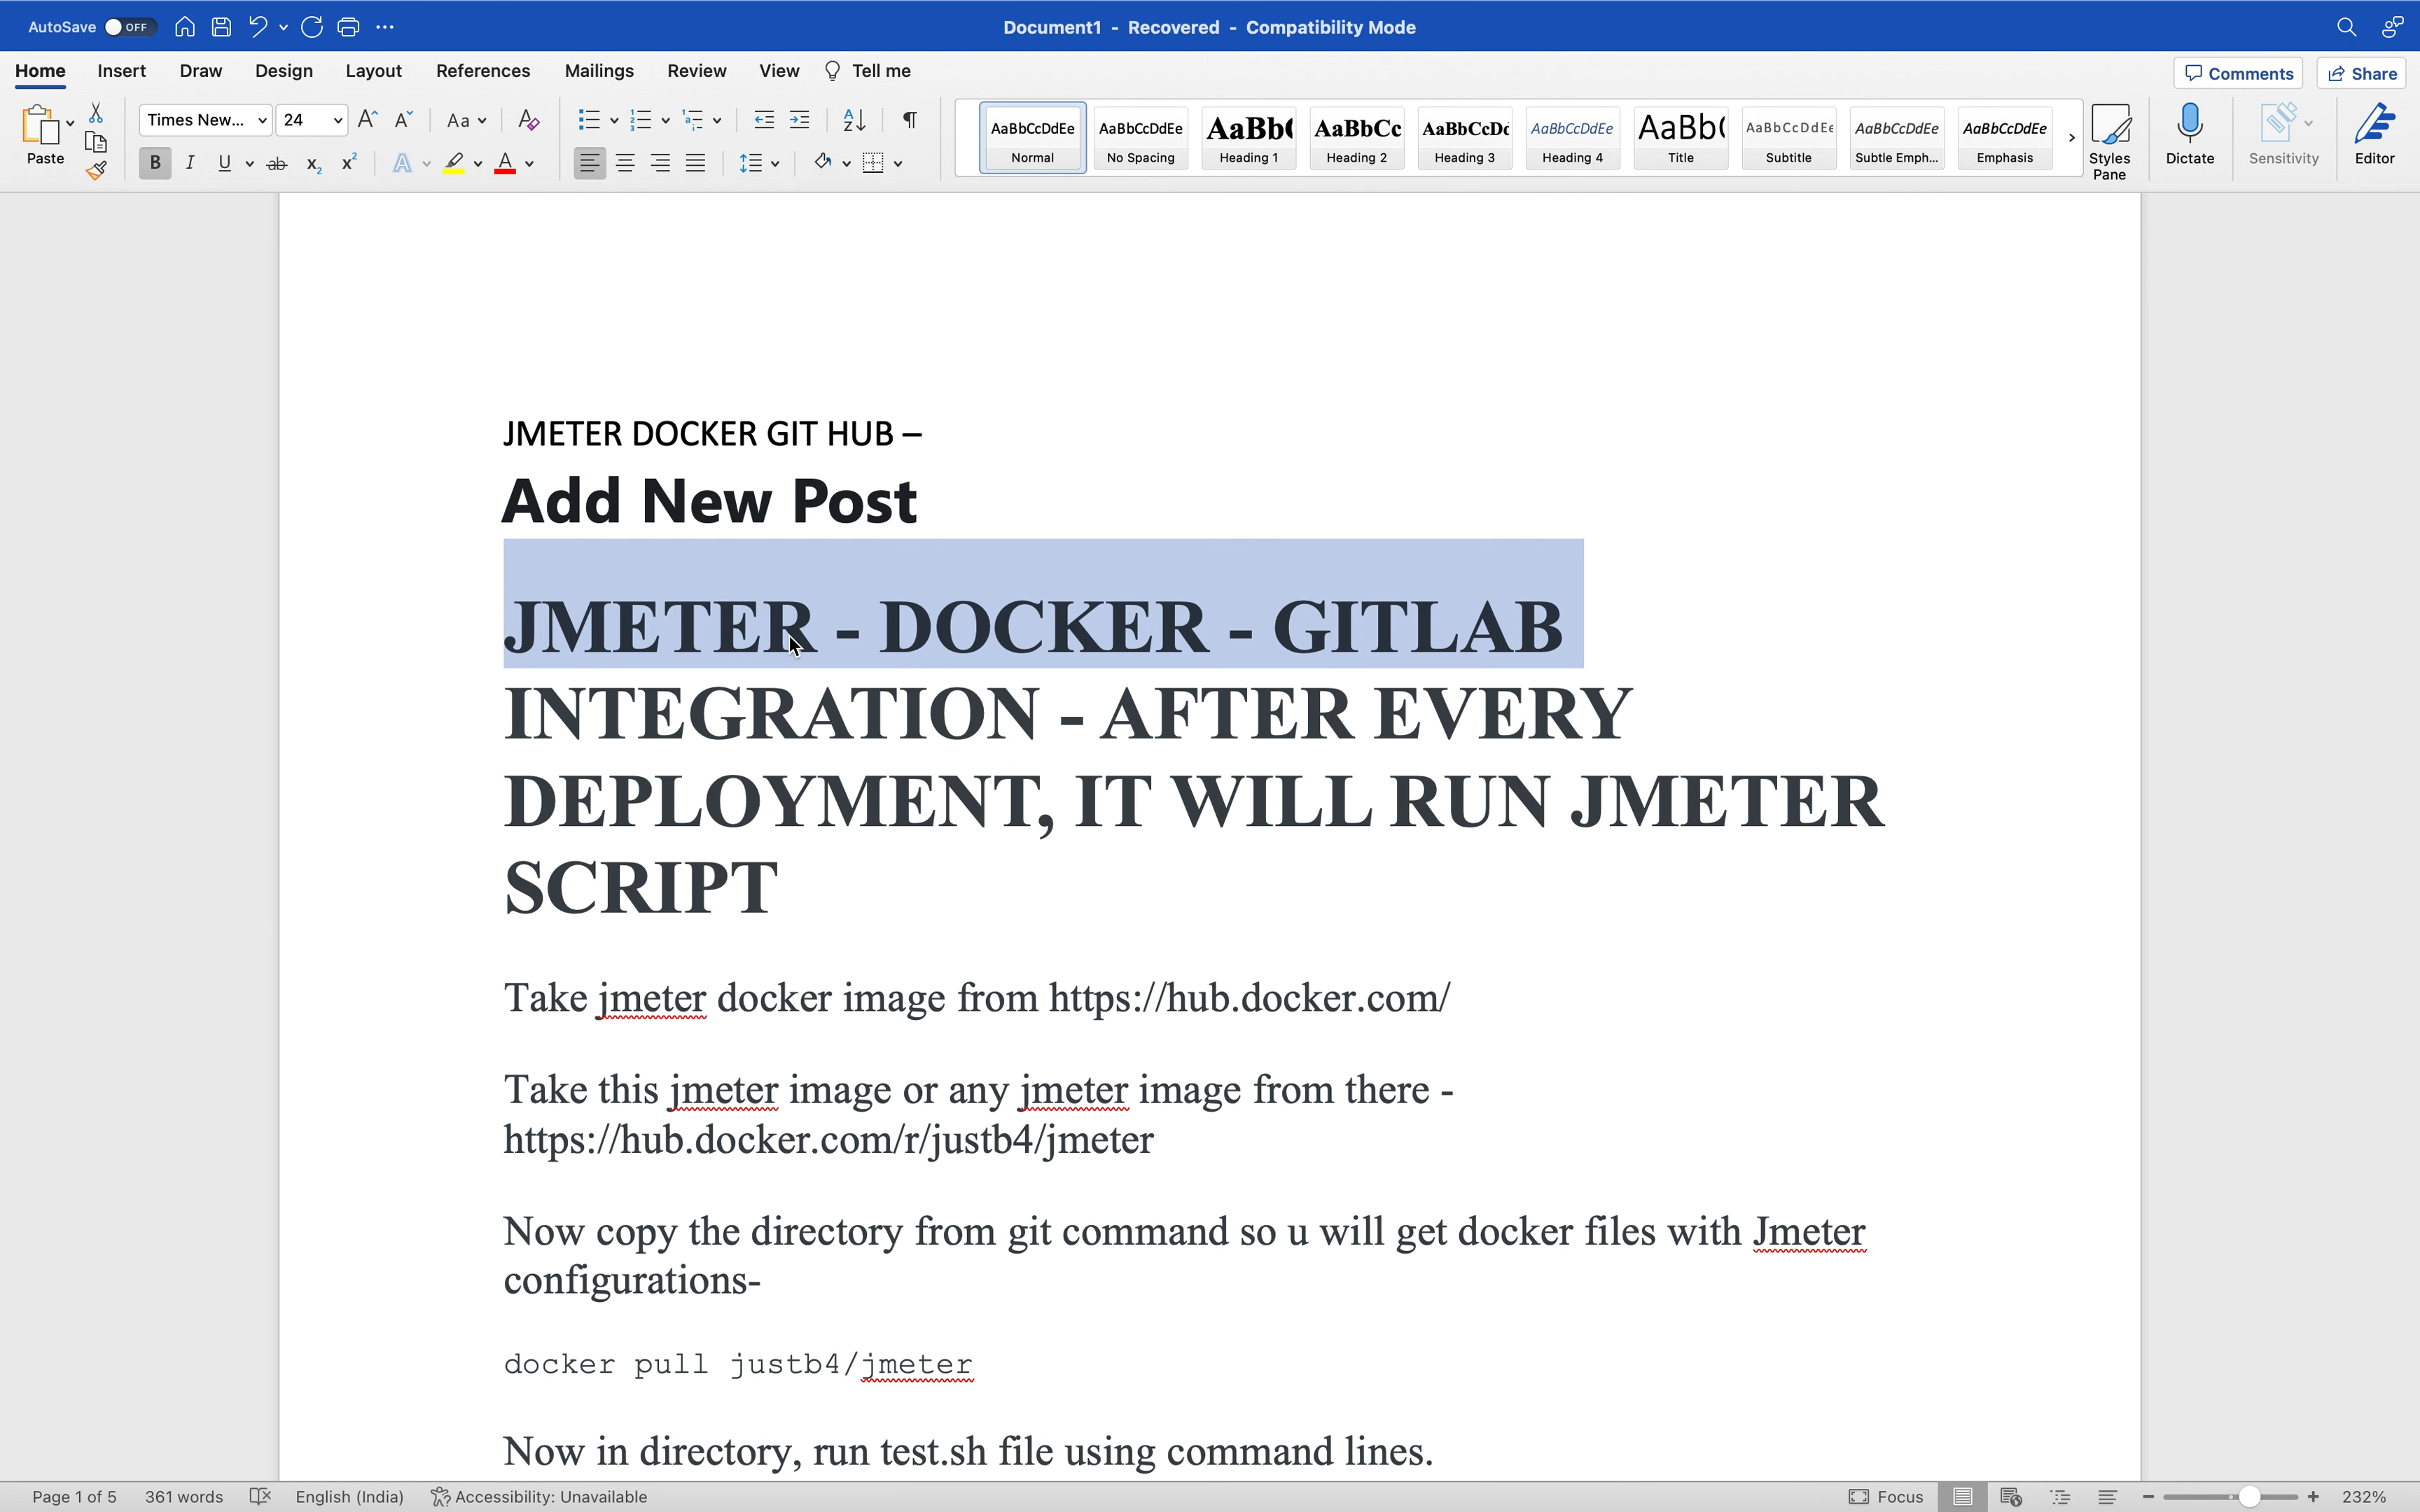 AutoSave OFF
Document1 - Recovered - Compatibility Mode
Home Insert Draw Design Layout References Mailings Review View Tell me
Comments Share
Paste
Times New... 24
Aa
B I U ab x2 x2 A A
AaBbCcDdEe AaBbCcDdEe AaBb( AaBbCc AaBbCcDc AaBbCcDdEe AaBb( AaBbCcDdEe AaBbCcDdEe AaBbCcDdEe
Normal No Spacing Heading 1 Heading 2 Heading 3 Heading 4 Title Subtitle Subtle Emph... Emphasis
Styles Pane
Dictate
Sensitivity
Editor
JMETER DOCKER GIT HUB –
Add New Post
JMETER - DOCKER - GITLAB
INTEGRATION - AFTER EVERY
DEPLOYMENT, IT WILL RUN JMETER
SCRIPT
Take jmeter docker image from https://hub.docker.com/
Take this jmeter image or any jmeter image from there -
https://hub.docker.com/r/justb4/jmeter
Now copy the directory from git command so u will get docker files with Jmeter
configurations-
docker pull justb4/jmeter
Now in directory, run test.sh file using command lines.
Page 1 of 5 361 words English (India) Accessibility: Unavailable
Focus 232%